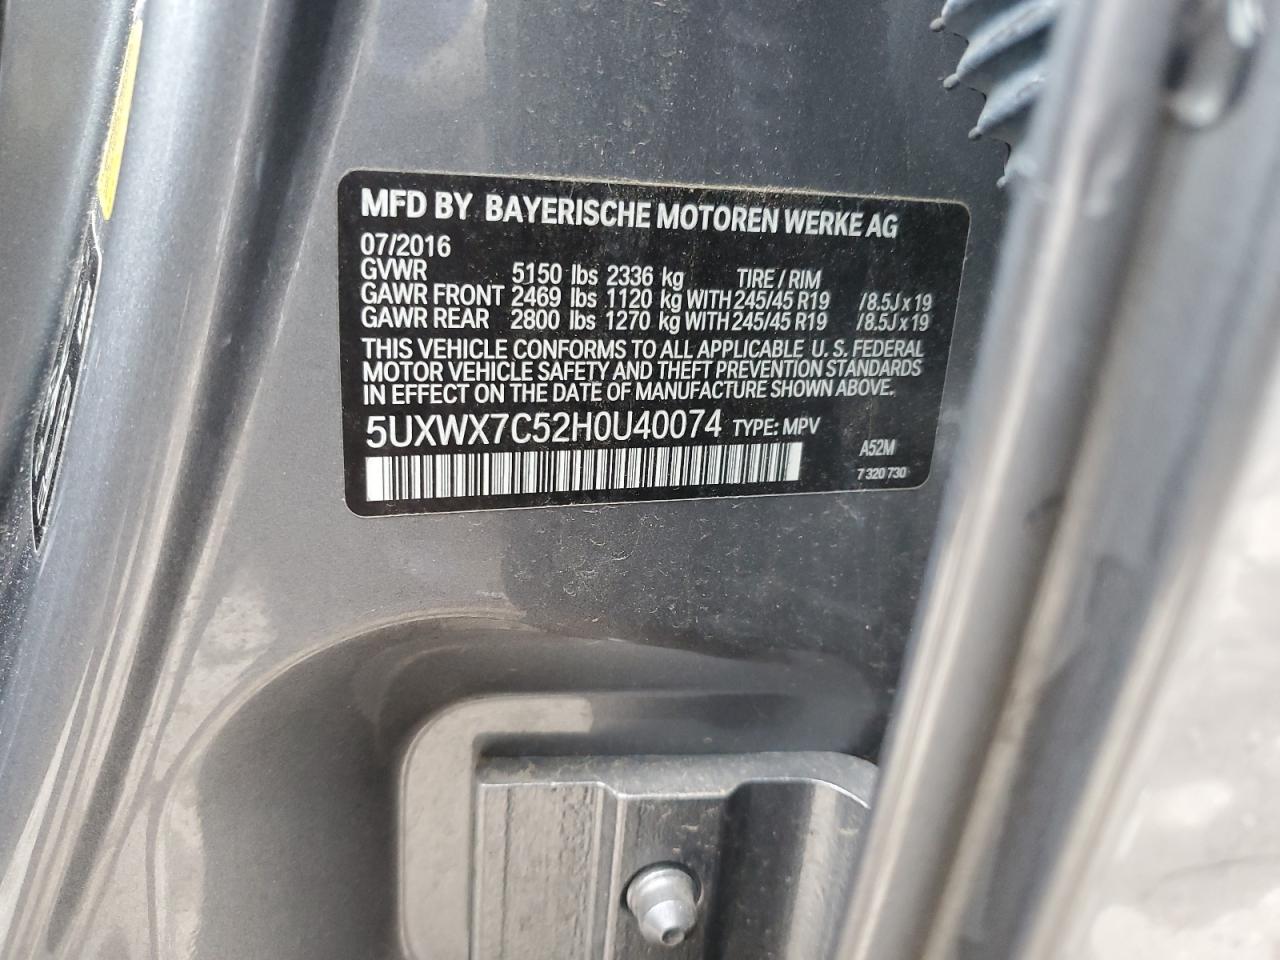 MFD BY BAYERISCHE MOTOREN WERKE AG
07/2016
GVWR 5150 lbs 2336 kg TIRE / RIM
GAWR FRONT 2469 lbs 1120 kg WITH 245/45 R19 /8.5J x 19
GAWR REAR 2800 lbs 1270 kg WITH 245/45 R19 /8.5J x 19
THIS VEHICLE CONFORMS TO ALL APPLICABLE U. S. FEDERAL
MOTOR VEHICLE SAFETY AND THEFT PREVENTION STANDARDS
IN EFFECT ON THE DATE OF MANUFACTURE SHOWN ABOVE.
5UXWX7C52H0U40074 TYPE: MPV
A52M
7 320 730